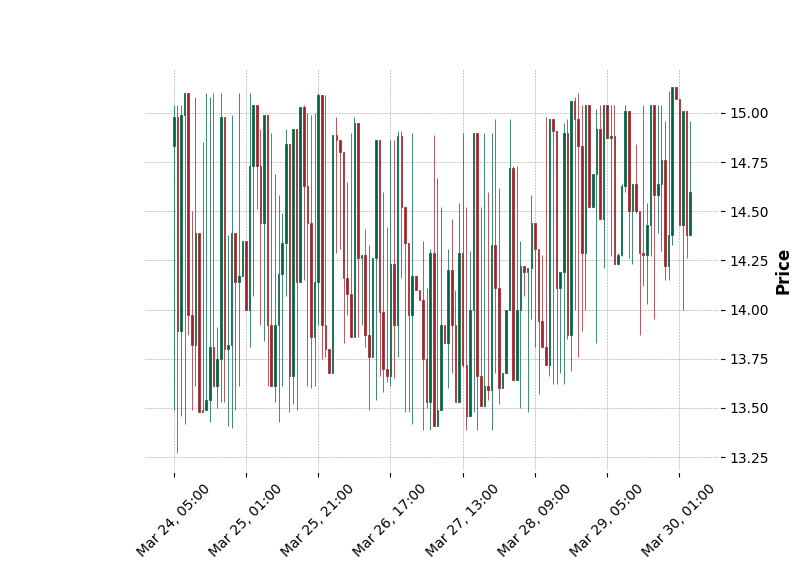 15.00
14.75
14.50
14.25
14.00
13.75
13.50
13.25
Price
Mar 24, 05:00
Mar 25, 01:00
Mar 25, 21:00
Mar 26, 17:00
Mar 27, 13:00
Mar 28, 09:00
Mar 29, 05:00
Mar 30, 01:00